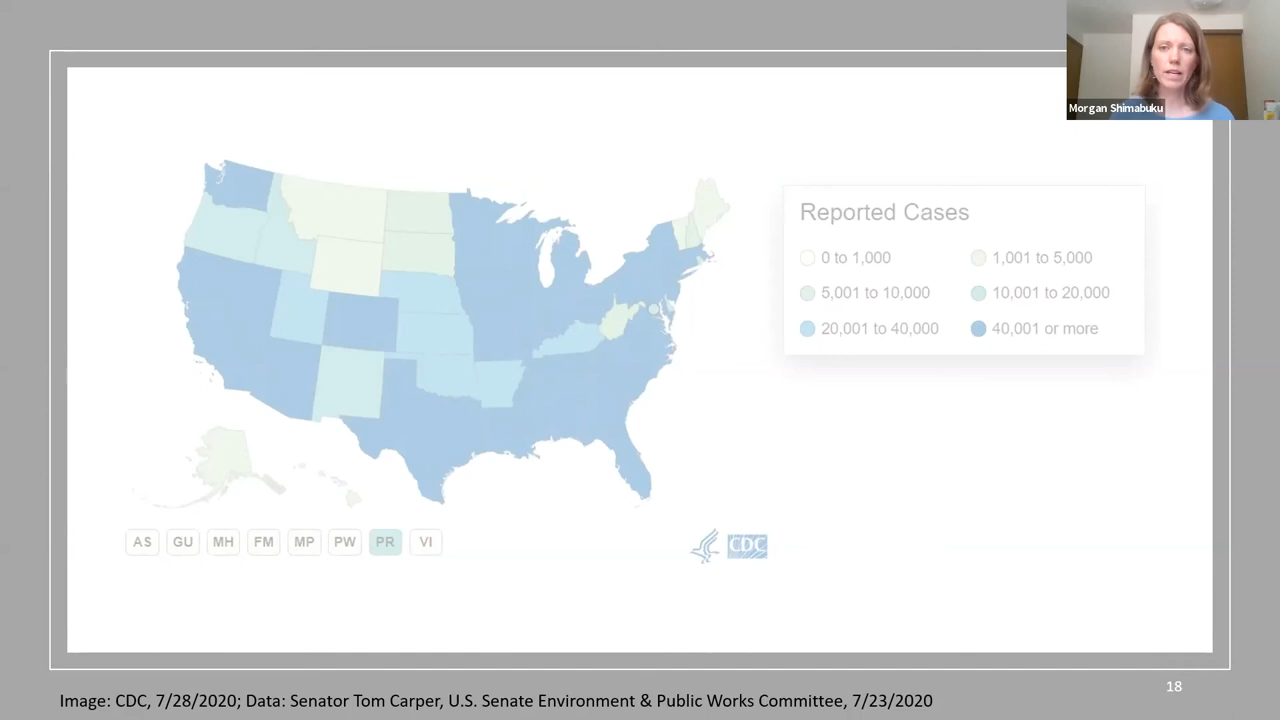 Morgan Shimabuku
Reported Cases
0 to 1,000
1,001 to 5,000
5,001 to 10,000
10,001 to 20,000
20,001 to 40,000
40,001 or more
AS GU MH FM MP PW PR VI
CDC
18
Image: CDC, 7/28/2020; Data: Senator Tom Carper, U.S. Senate Environment & Public Works Committee, 7/23/2020